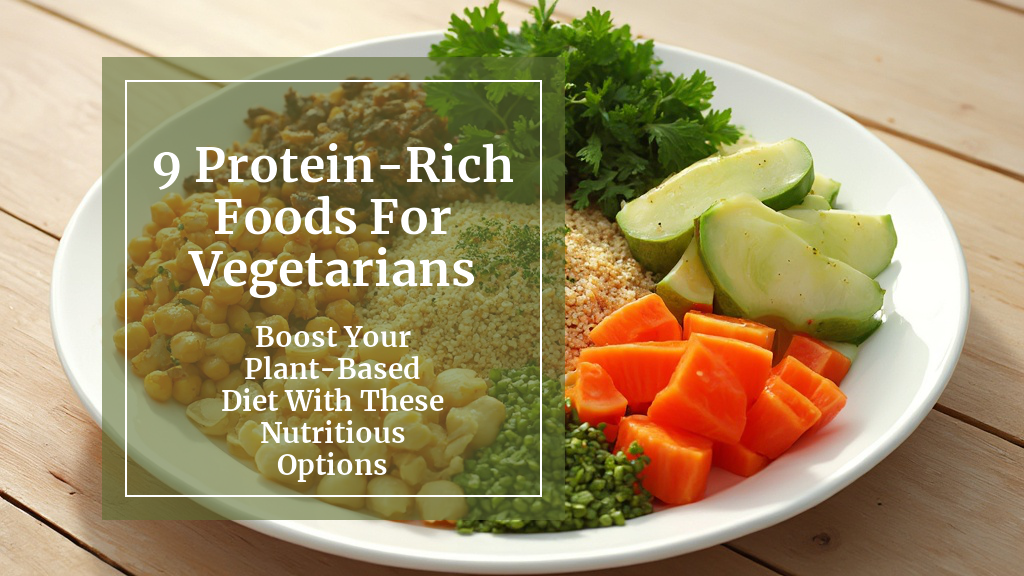 9 Protein-Rich
Foods For
Vegetarians
Boost Your
Plant-Based
Diet With These
Nutritious
Options